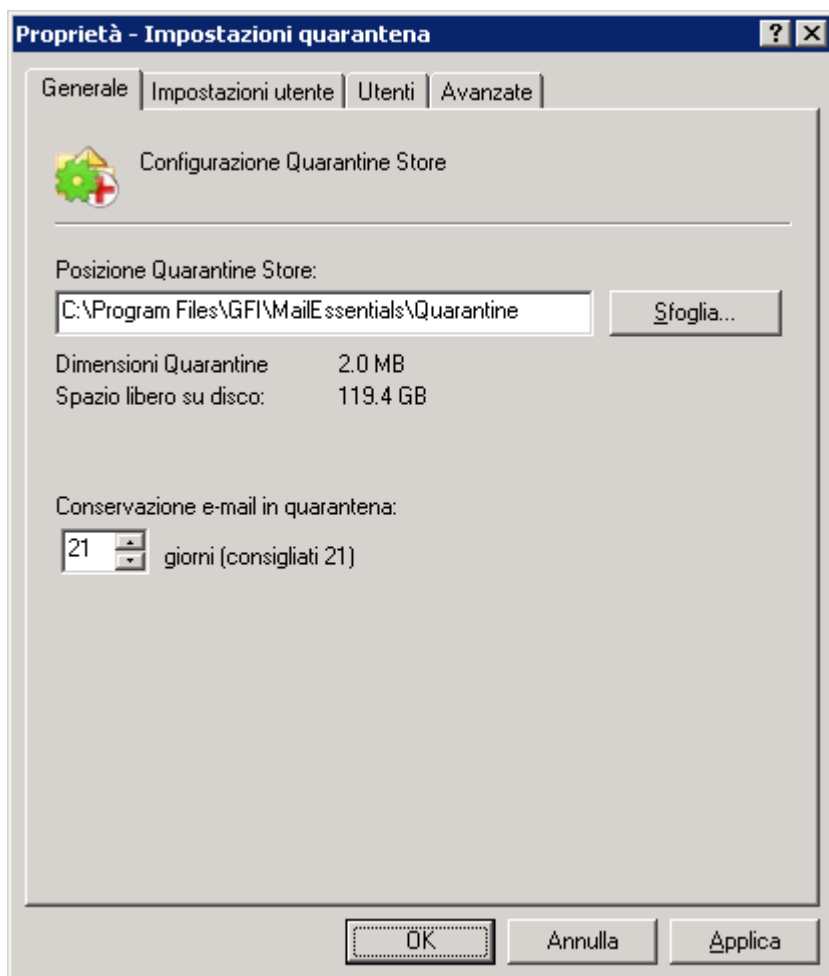 Proprietà - Impostazioni quarantena
Generale
Impostazioni utente
Utenti
Avanzate
Configurazione Quarantine Store
Posizione Quarantine Store:
C:\Program Files\GFI\MailEssentials\Quarantine
Sfoglia...
Dimensioni Quarantine 2.0 MB
Spazio libero su disco: 119.4 GB
Conservazione e-mail in quarantena:
21 giorni (consigliati 21)
OK
Annulla
Applica